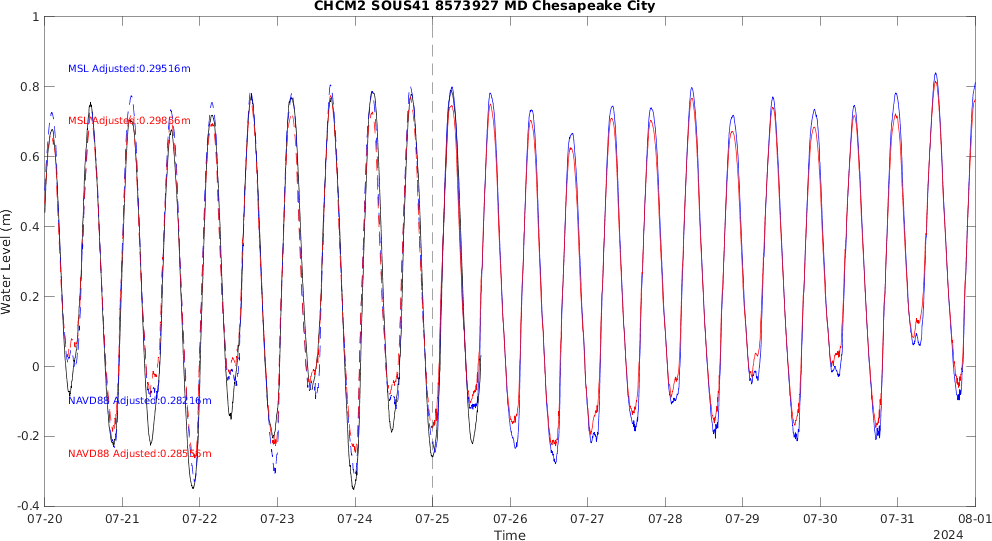 CHCM2 SOUS41 8573927 MD Chesapeake City
1
MSL Adjusted:0.29516m
0.8
MSL Adjusted:0.29856m
0.6
0.4
Water Level (m)
0.2
0
NAVD88 Adjusted:0.28216m
-0.2
NAVD88 Adjusted:0.28556m
-0.4
07-20 07-21 07-22 07-23 07-24 07-25 07-26 07-27 07-28 07-29 07-30 07-31 08-01
Time
2024